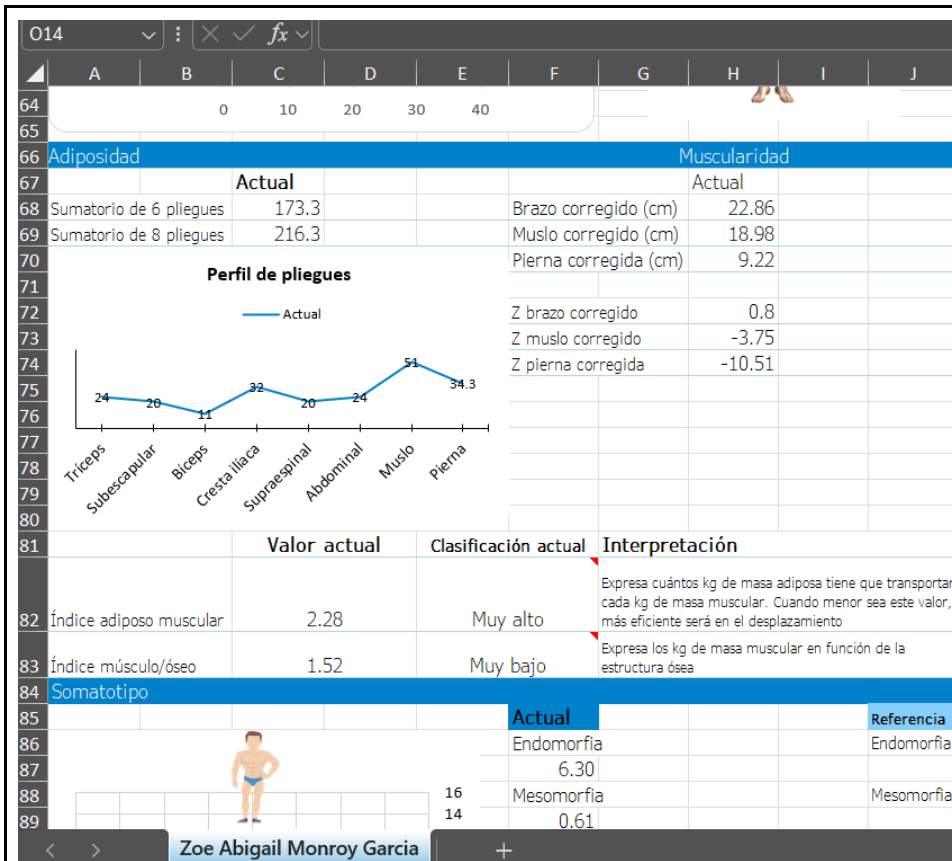 O14 fx
A B C D E F G H I J
64 0 10 20 30 40
65
66 Adiposidad Muscularidad
67 Actual Actual
68 Sumatorio de 6 pliegues 173.3 Brazo corregido (cm) 22.86
69 Sumatorio de 8 pliegues 216.3 Muslo corregido (cm) 18.98
70 Pierna corregida (cm) 9.22
Perfil de pliegues
71
Actual
72 Z brazo corregido 0.8
73 Z muslo corregido -3.75
74 Z pierna corregida -10.51
75
76
77
78
79
80
24 20 11 32 20 24 51 34.3
Tríceps Subescapular Bíceps Cresta ilíaca Supraespinal Abdominal Muslo Pierna
81 Valor actual Clasificación actual Interpretación
Expresa cuántos kg de masa adiposa tiene que transportar
cada kg de masa muscular. Cuando menor sea este valor,
82 Índice adiposo muscular 2.28 Muy alto más eficiente será en el desplazamiento
Expresa los kg de masa muscular en función de la
83 Índice músculo/óseo 1.52 Muy bajo estructura ósea
84 Somatotipo
85 Actual Referencia
86 Endomorfia Endomorfia
87 6.30
88 16 Mesomorfia Mesomorfia
89 14 0.61
Zoe Abigail Monroy Garcia